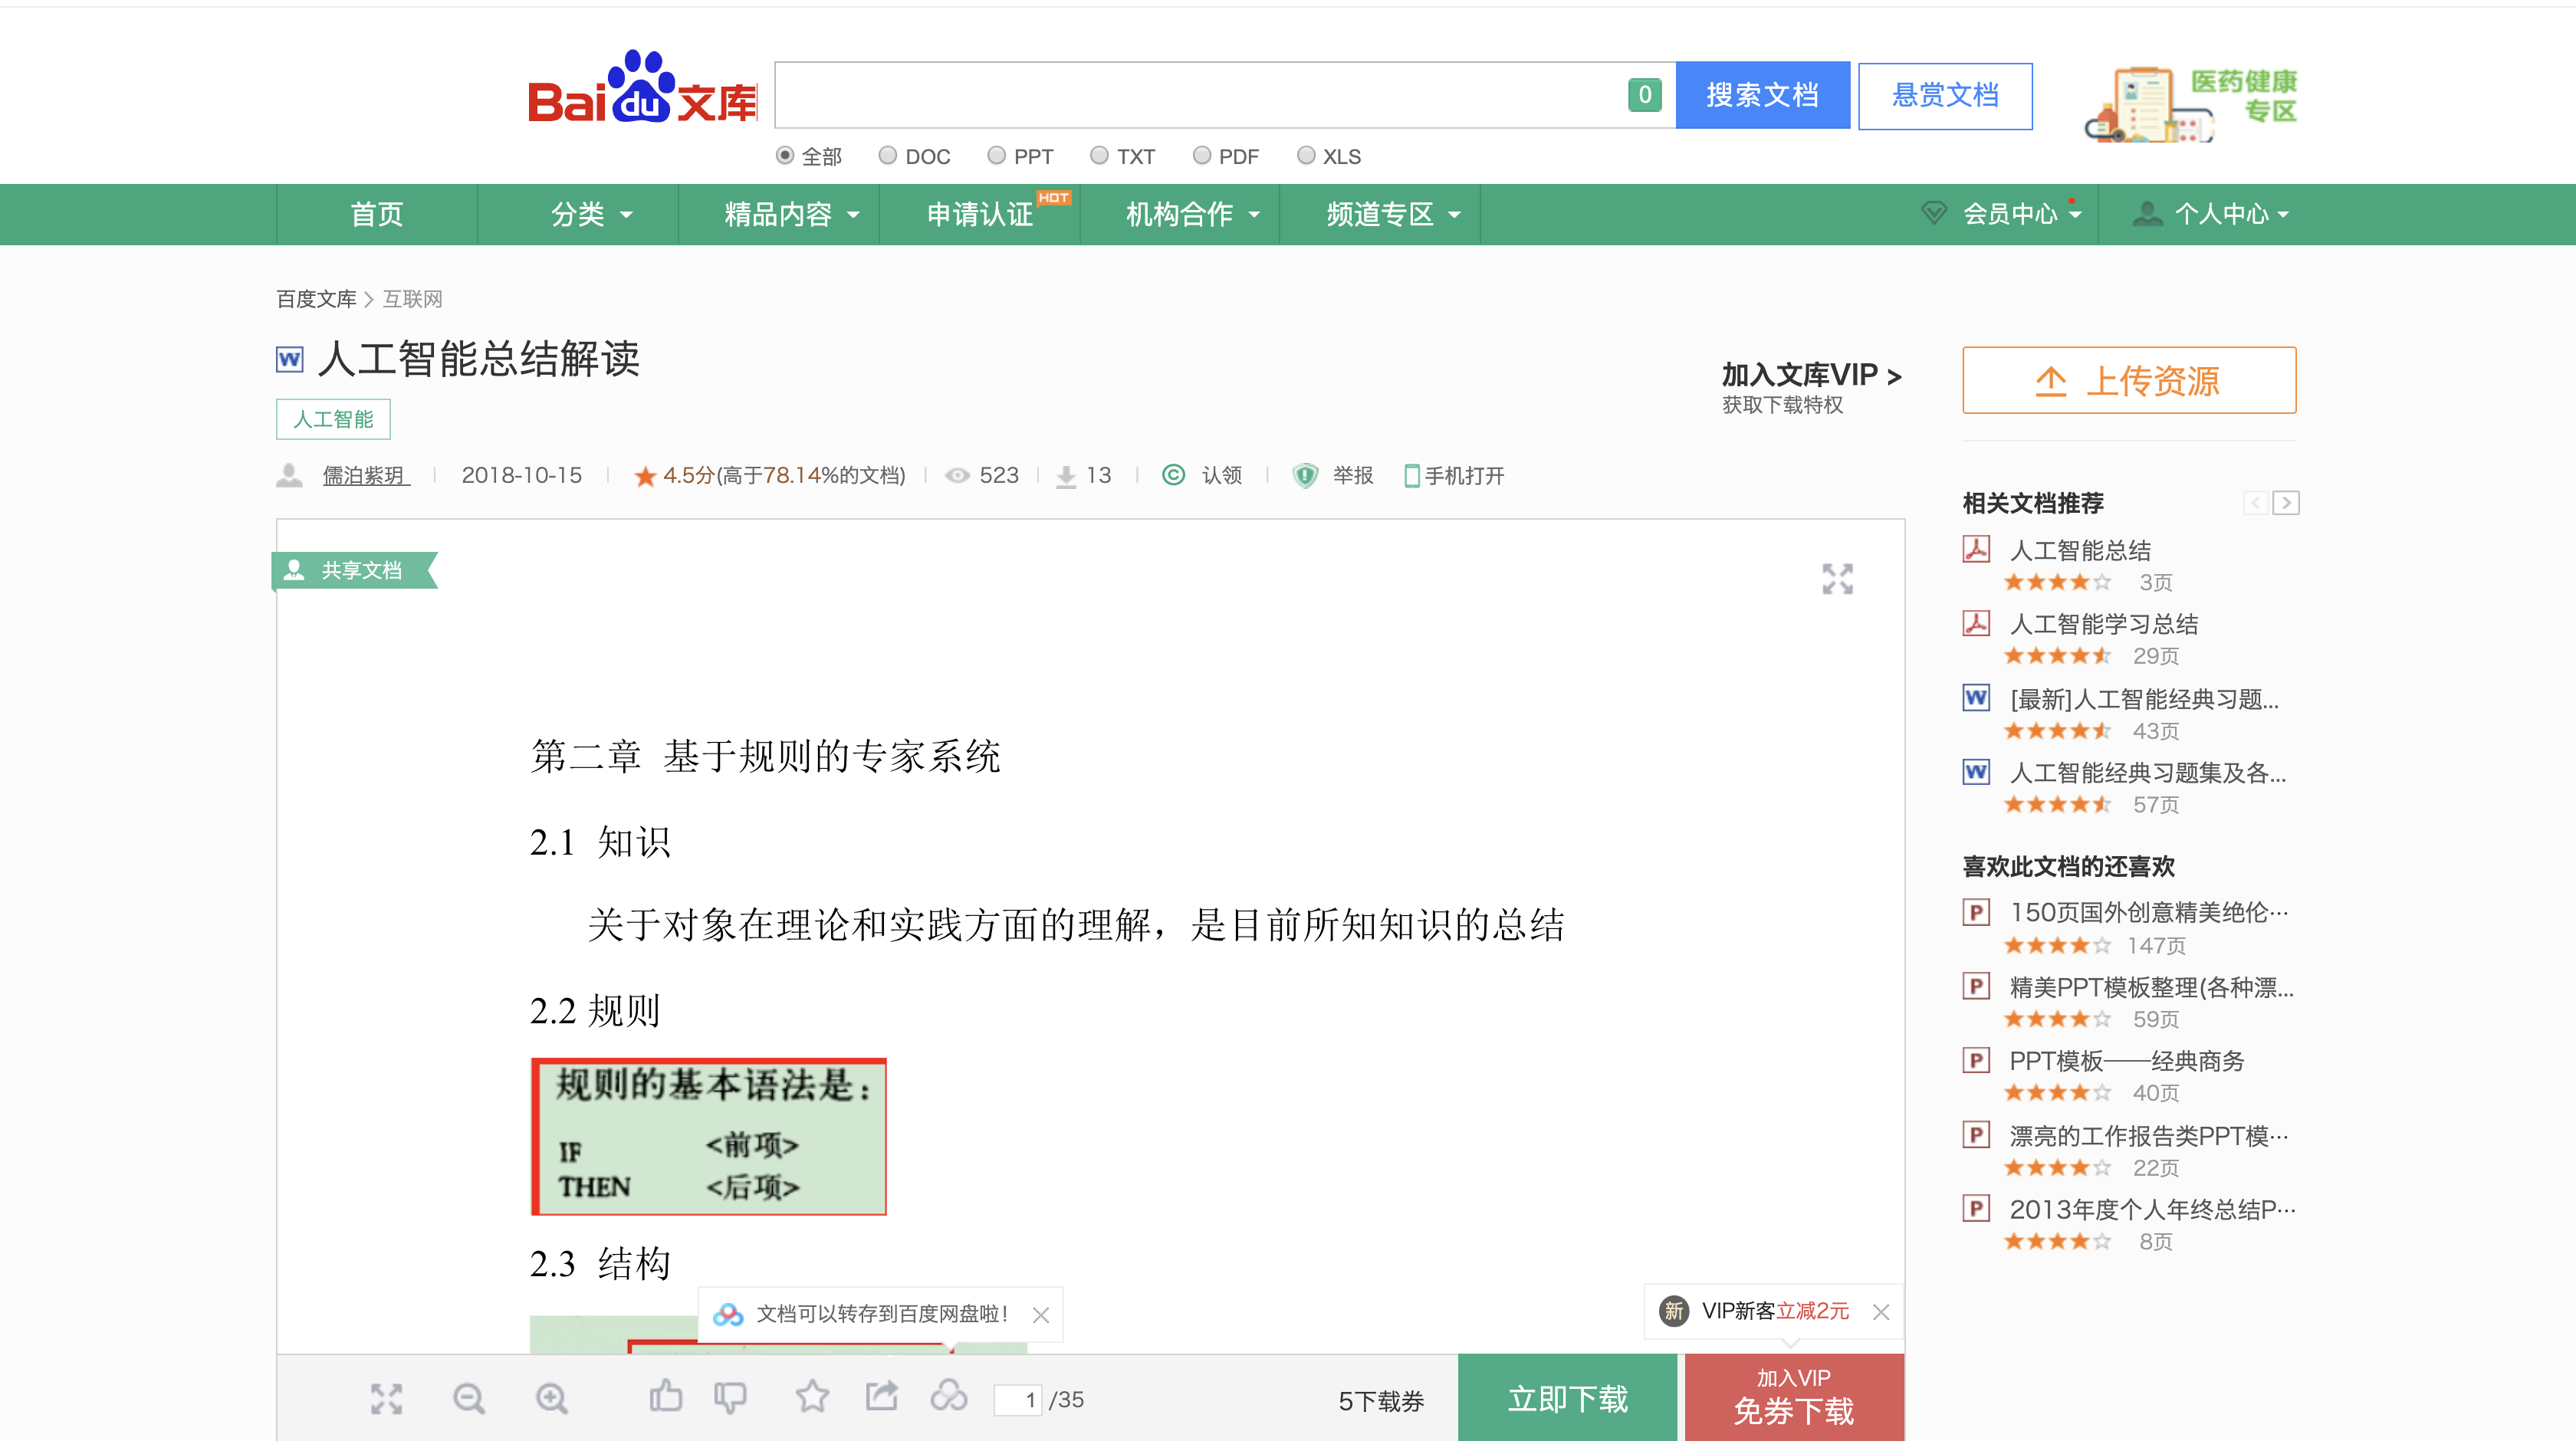 Baidu文库
0
搜索文档
悬赏文档
医药健康
专区
全部 DOC PPT TXT PDF XLS
首页 分类 精品内容 申请认证 HOT 机构合作 频道专区 会员中心 个人中心
百度文库 > 互联网
W 人工智能总结解读
人工智能
加入文库VIP >
获取下载特权
上传资源
儒泊紫玥 2018-10-15 4.5分(高于78.14%的文档) 523 13 © 认领 举报 手机打开
共享文档
第二章 基于规则的专家系统
2.1 知识
关于对象在理论和实践方面的理解，是目前所知知识的总结
2.2 规则
规则的基本语法是：
IF <前项>
THEN <后项>
2.3 结构
文档可以转存到百度网盘啦！
新 VIP新客立减2元
1 /35
5下载券
立即下载
加入VIP
免券下载
相关文档推荐
人工智能总结
3页
人工智能学习总结
29页
W [最新]人工智能经典习题...
43页
W 人工智能经典习题集及各...
57页
喜欢此文档的还喜欢
P 150页国外创意精美绝伦…
147页
P 精美PPT模板整理(各种漂...
59页
P PPT模板——经典商务
40页
P 漂亮的工作报告类PPT模…
22页
P 2013年度个人年终总结P…
8页